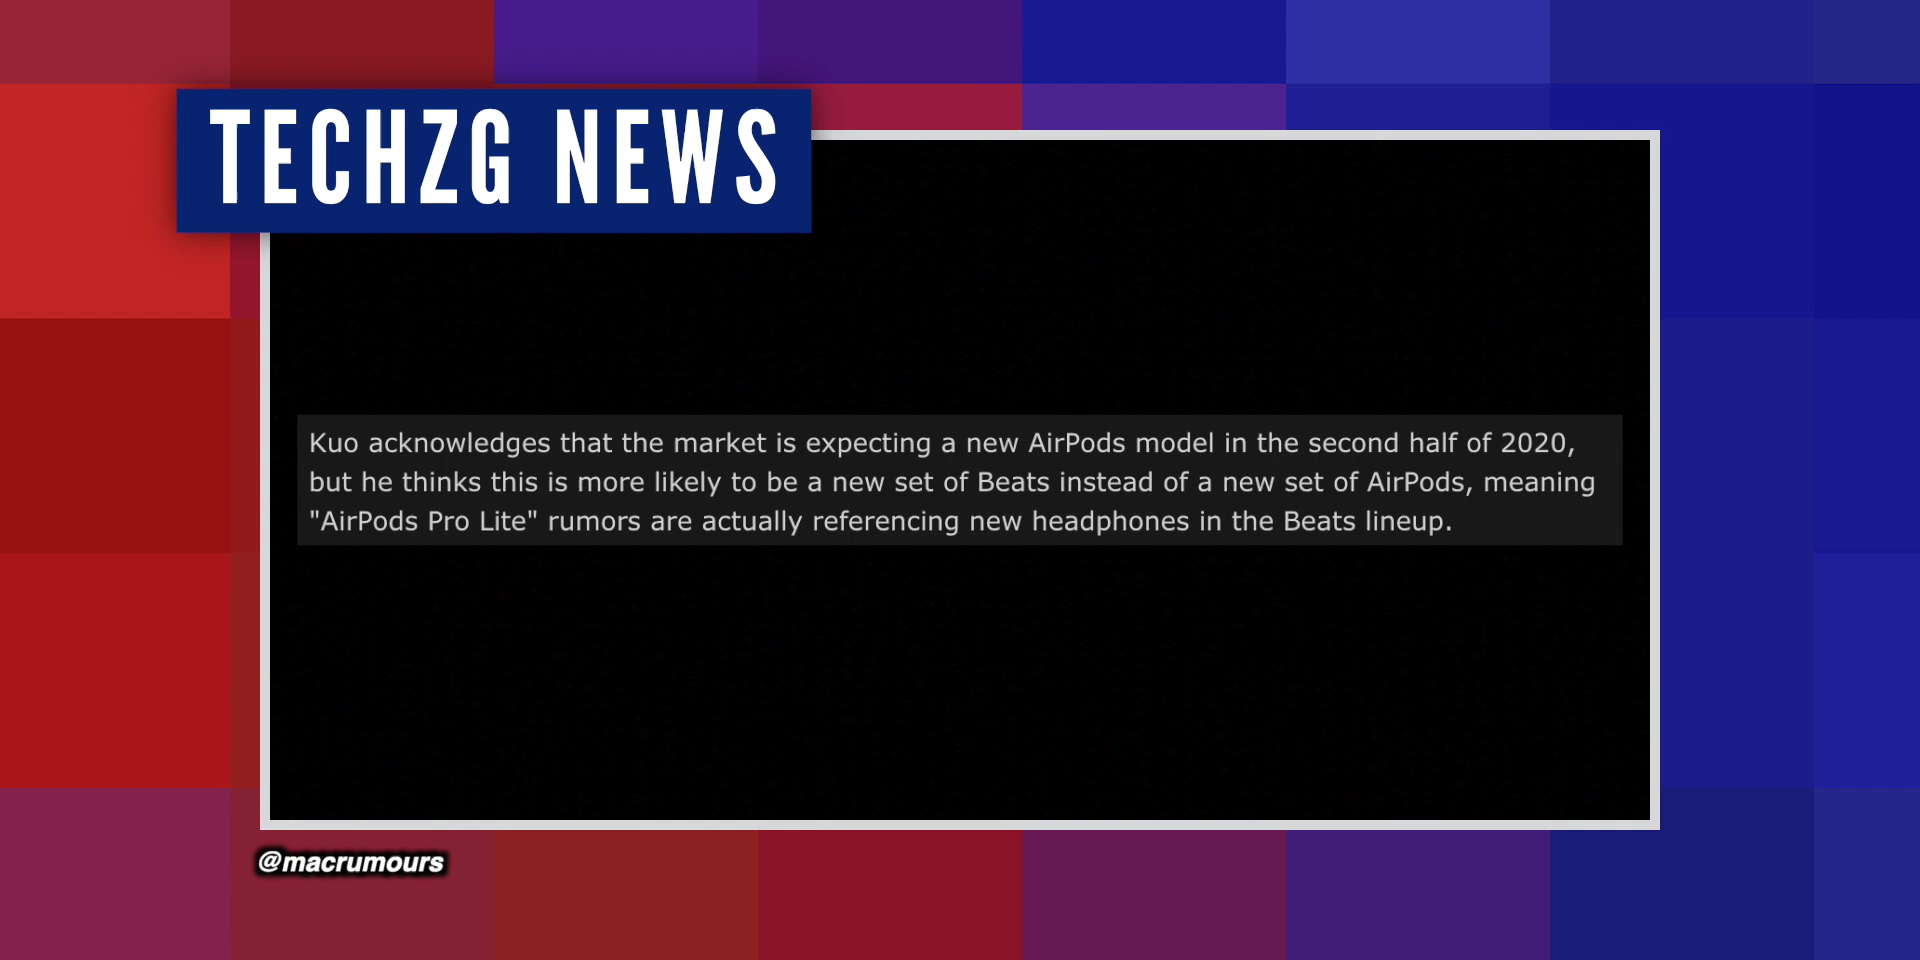 TECHZG NEWS
Kuo acknowledges that the market is expecting a new AirPods model in the second half of 2020,
but he thinks this is more likely to be a new set of Beats instead of a new set of AirPods, meaning
"AirPods Pro Lite" rumors are actually referencing new headphones in the Beats lineup.
@macrumours